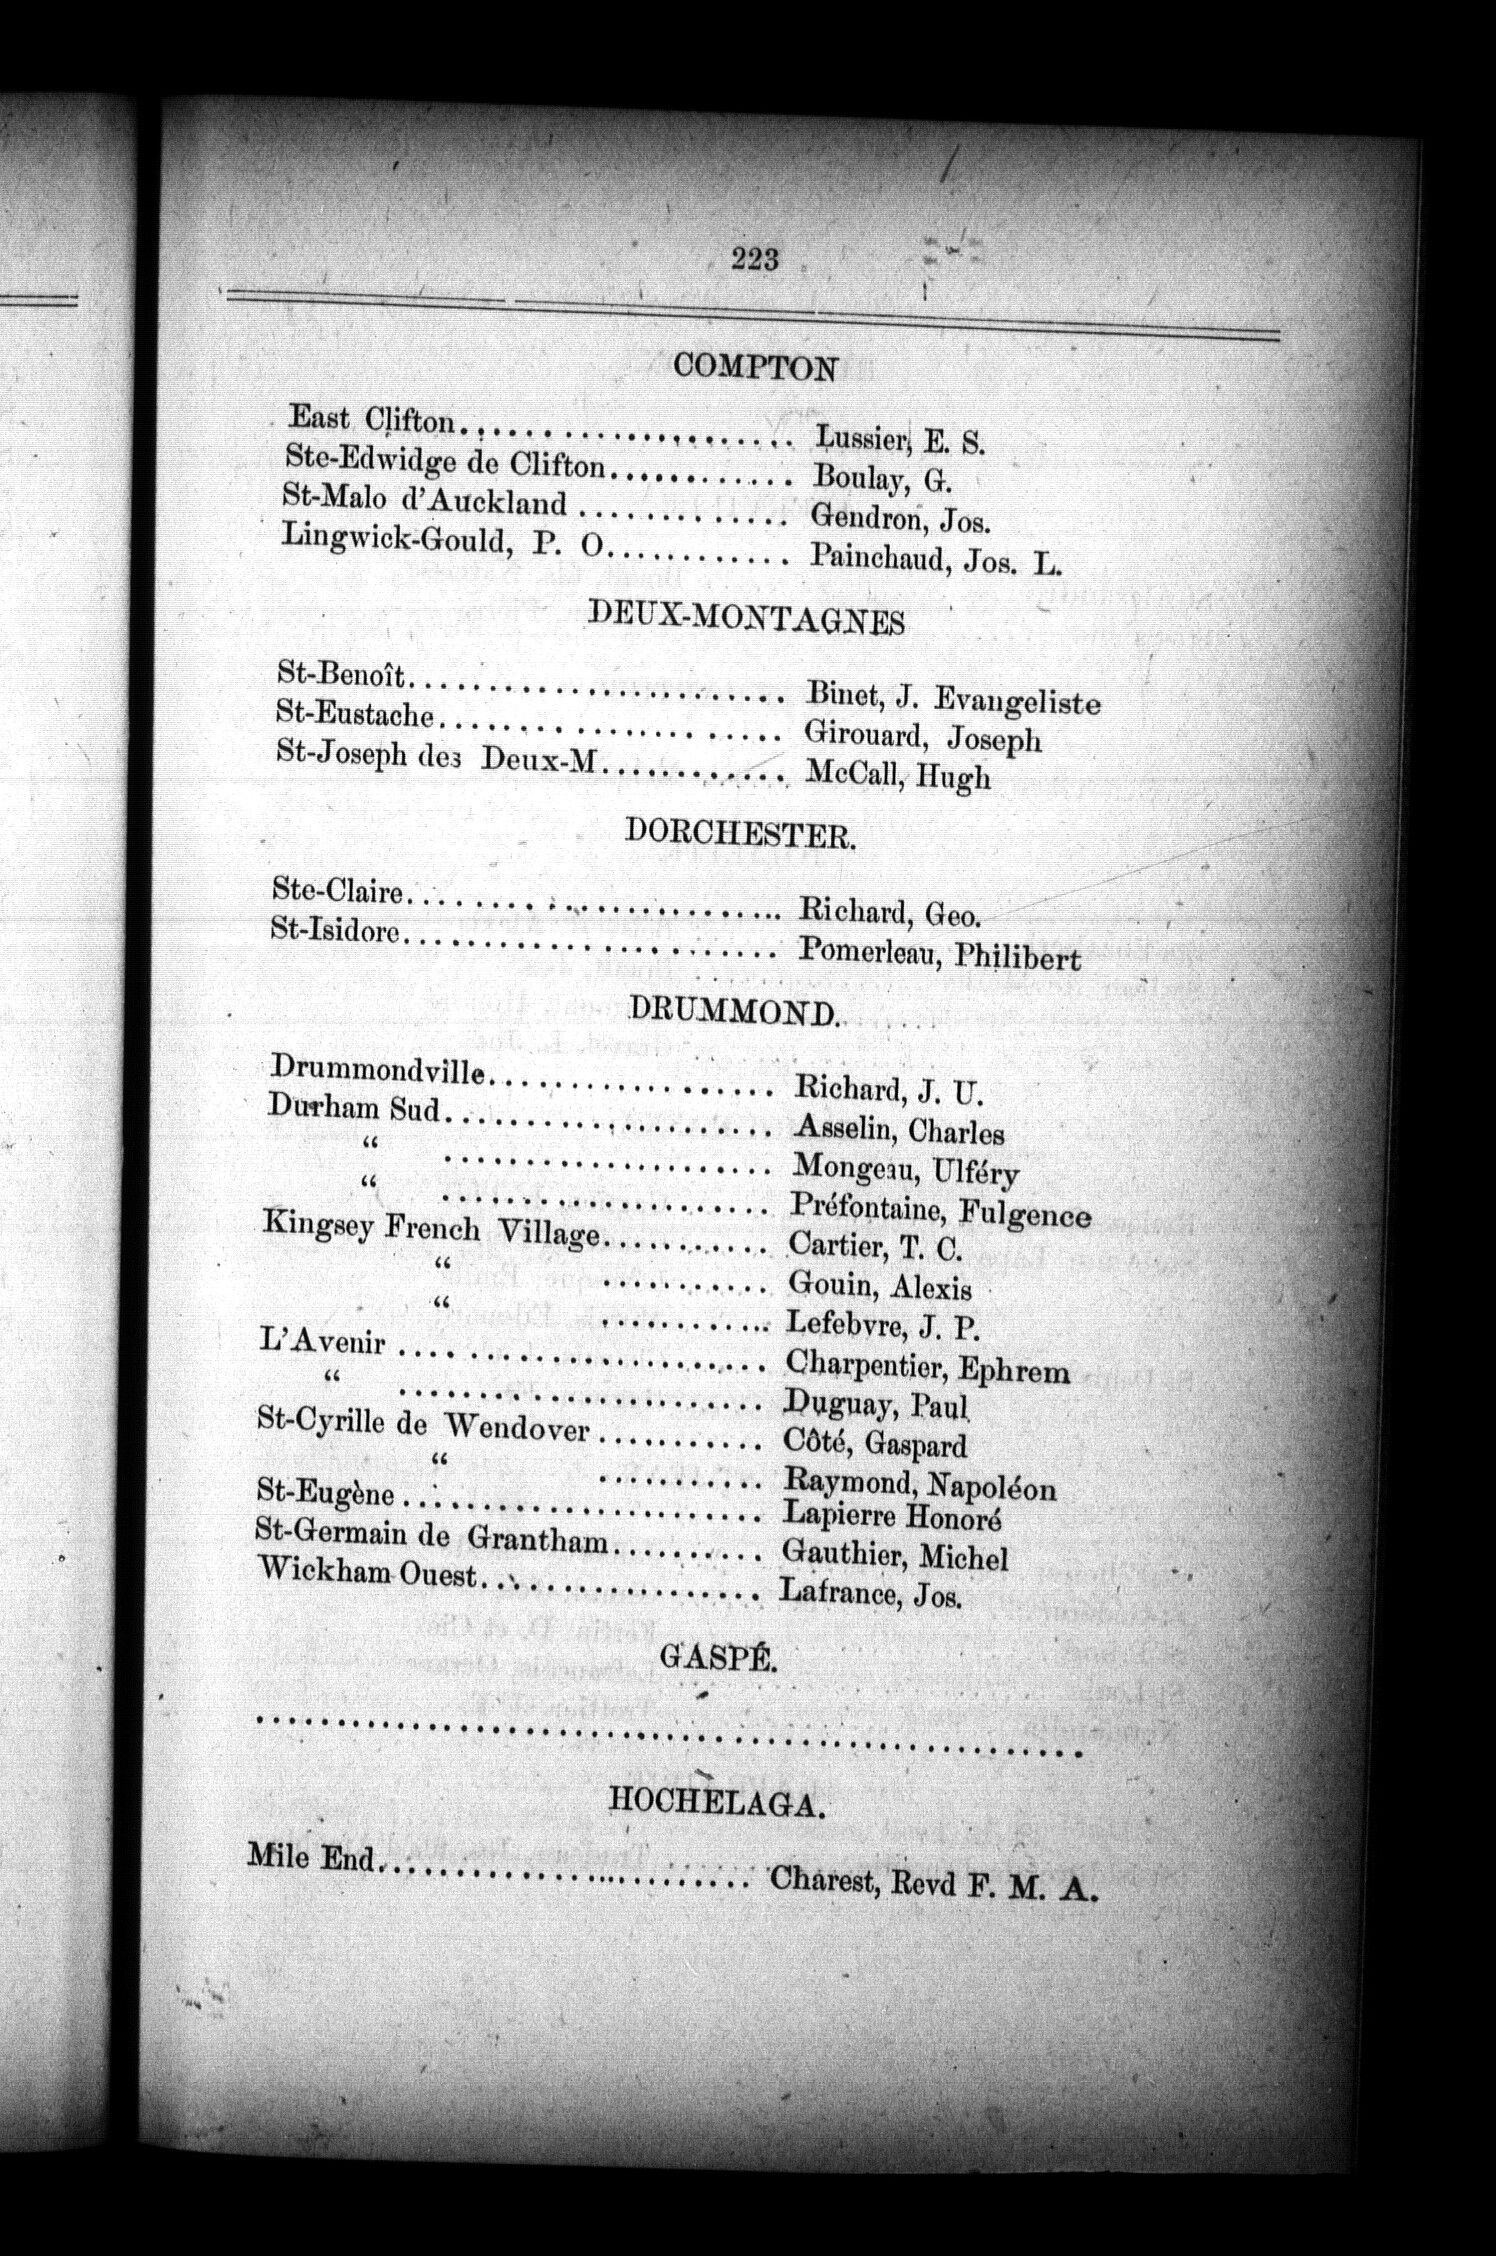 223
COMPTON
East Clifton..................... Lussier, E. S.
Ste-Edwidge de Clifton............ Boulay, G.
St-Malo d'Auckland ............. Gendron, Jos.
Lingwick-Gould, P. O............ Painchaud, Jos. L.
DEUX-MONTAGNES
St-Benoît........................ Binet, J. Evangeliste
St-Eustache...................... Girouard, Joseph
St-Joseph des Deux-M............ McCall, Hugh
DORCHESTER.
Ste-Claire........................ Richard, Geo.
St-Isidore........................ Pomerleau, Philibert
DRUMMOND.
Drummondville.................. Richard, J. U.
Durham Sud..................... Asselin, Charles
“ ..................... Mongeau, Ulféry
“ ..................... Préfontaine, Fulgence
Kingsey French Village........... Cartier, T. C.
“ ........... Gouin, Alexis
“ ........... Lefebvre, J. P.
L'Avenir ........................ Charpentier, Ephrem
“ ....................... Duguay, Paul
St-Cyrille de Wendover ........... Côté, Gaspard
“ ........... Raymond, Napoléon
St-Eugène ....................... Lapierre Honoré
St-Germain de Grantham.......... Gauthier, Michel
Wickham Ouest.................. Lafrance, Jos.
GASPÉ.
......................................................
HOCHELAGA.
Mile End........................ Charest, Revd F. M. A.